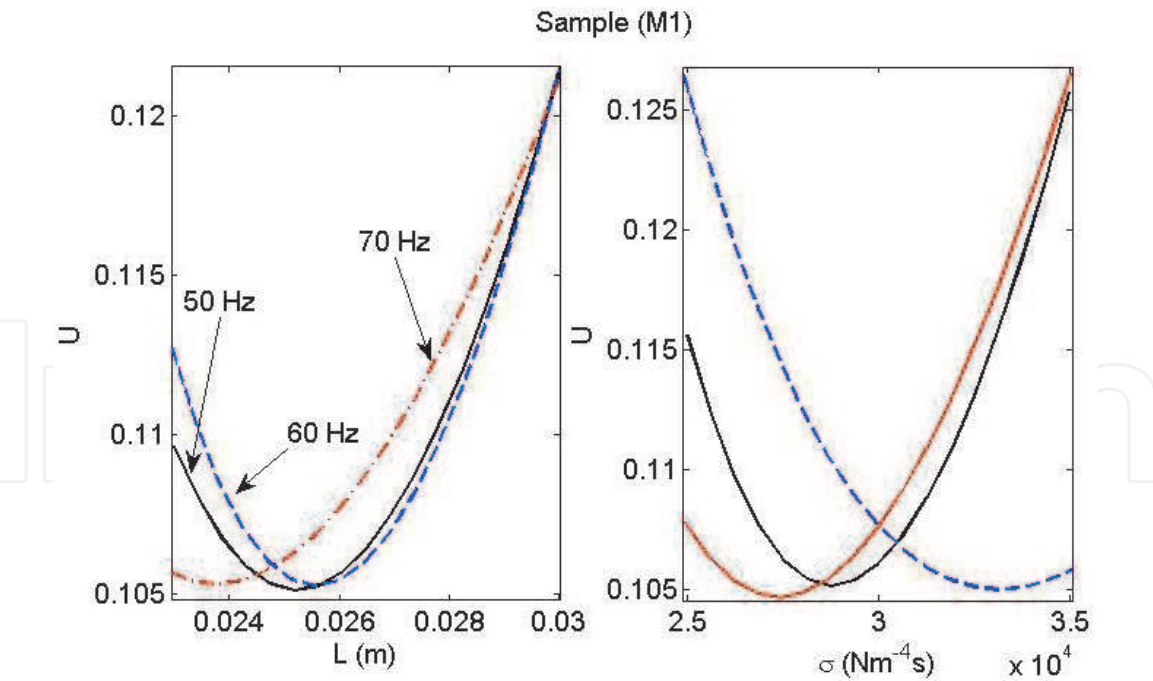 Sample (M1)
0.12
0.115
0.11
0.105
U
50 Hz
60 Hz
70 Hz
0.024 0.026 0.028 0.03
L (m)
0.125
0.12
0.115
0.11
0.105
U
2.5 3 3.5
σ (Nm⁻⁴s) x 10⁴